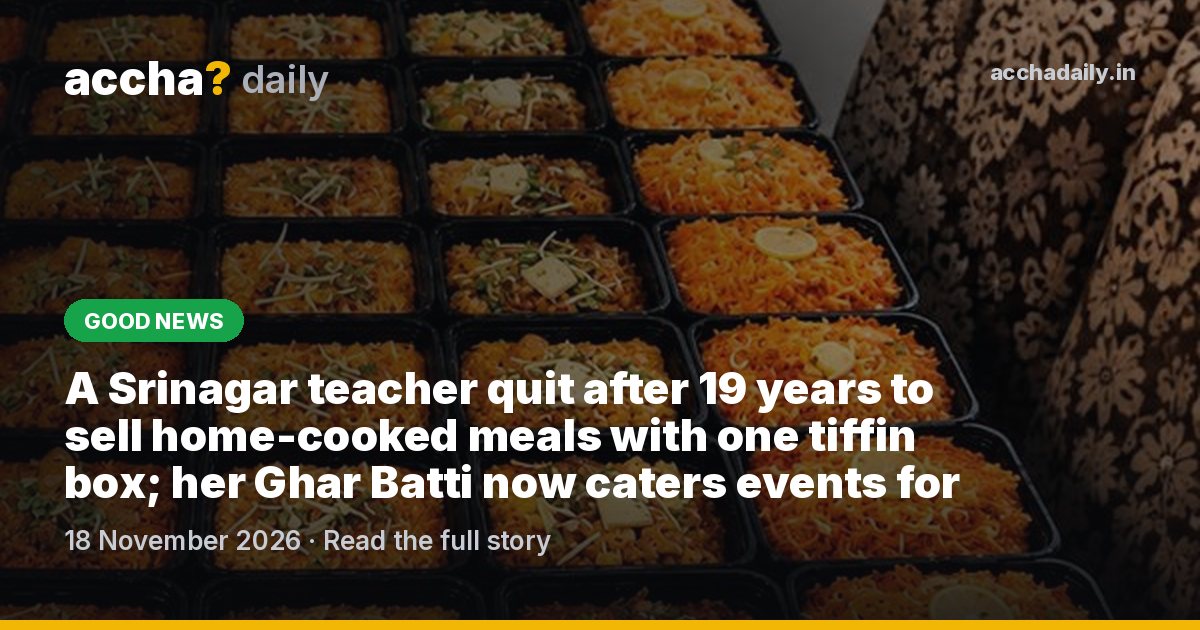 accha? daily
acchadaily.in
GOOD NEWS
A Srinagar teacher quit after 19 years to
sell home-cooked meals with one tiffin
box; her Ghar Batti now caters events for
18 November 2026 · Read the full story